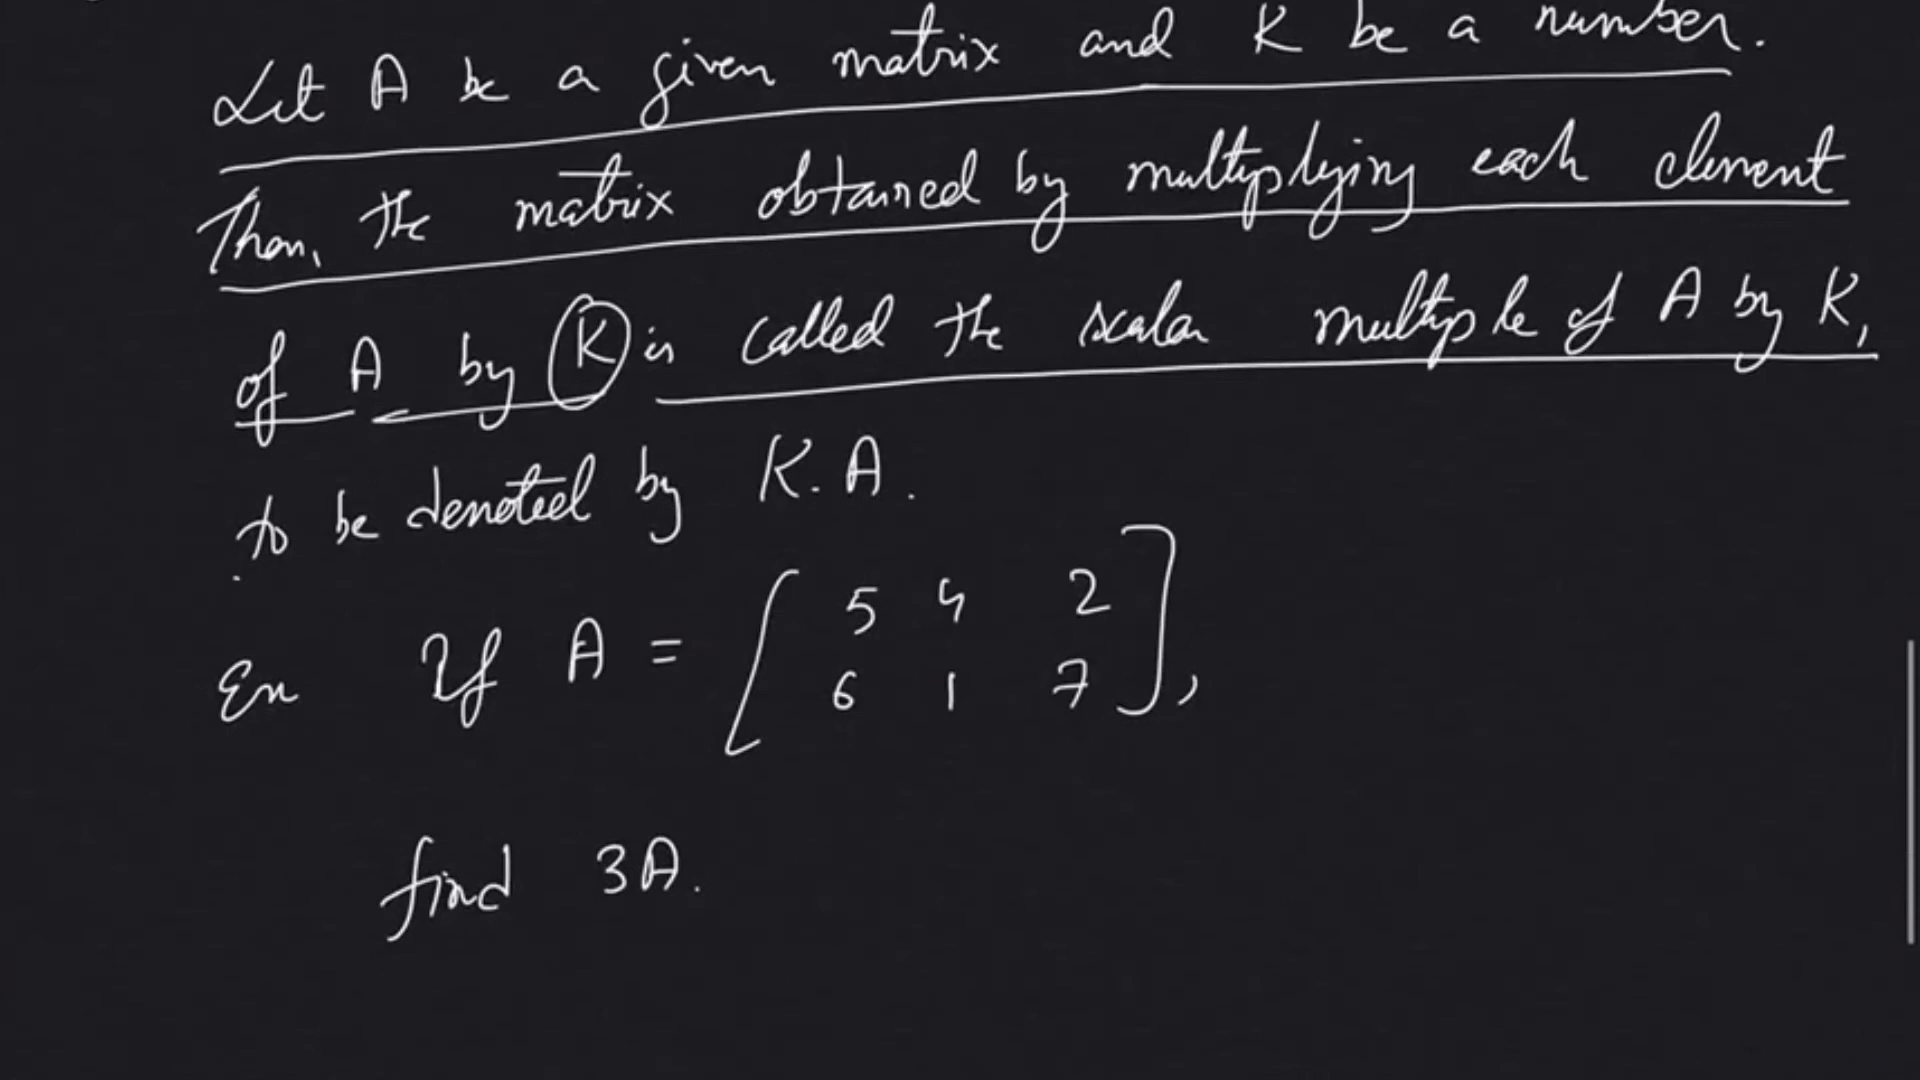 Let A be a given matrix and K be a number.
Then, the matrix obtained by multiplying each element
of A by K is called the scalar multiple of A by K,
to be denoted by K.A.
Ex If A = [ 5 4 2
6 1 7 ],
find 3A.